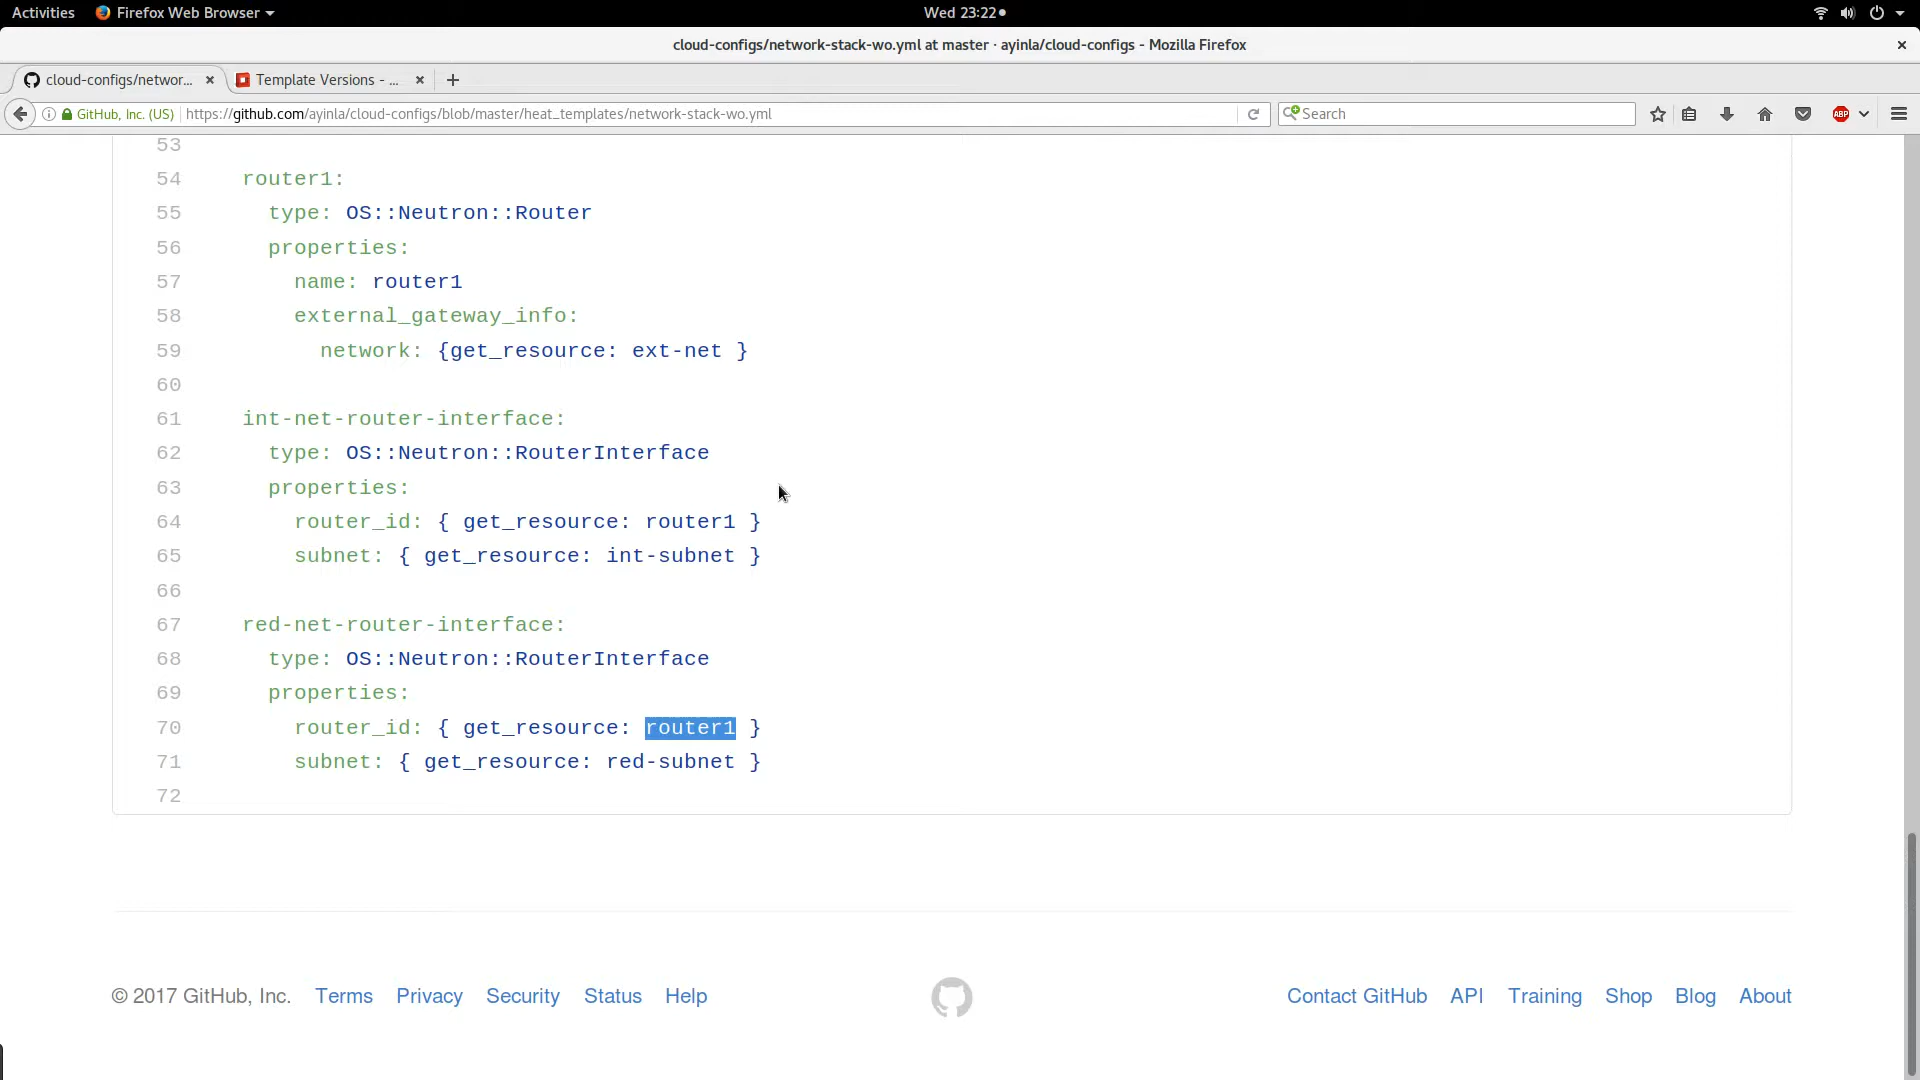 Activities Firefox Web Browser Wed 23:22
cloud-configs/network-stack-wo.yml at master · ayinla/cloud-configs - Mozilla Firefox
cloud-configs/networ... Template Versions - ...
GitHub, Inc. (US) https://github.com/ayinla/cloud-configs/blob/master/heat_templates/network-stack-wo.yml Search ABP
53
54 router1:
55 type: OS::Neutron::Router
56 properties:
57 name: router1
58 external_gateway_info:
59 network: {get_resource: ext-net }
60
61 int-net-router-interface:
62 type: OS::Neutron::RouterInterface
63 properties:
64 router_id: { get_resource: router1 }
65 subnet: { get_resource: int-subnet }
66
67 red-net-router-interface:
68 type: OS::Neutron::RouterInterface
69 properties:
70 router_id: { get_resource: router1 }
71 subnet: { get_resource: red-subnet }
72
© 2017 GitHub, Inc. Terms Privacy Security Status Help Contact GitHub API Training Shop Blog About